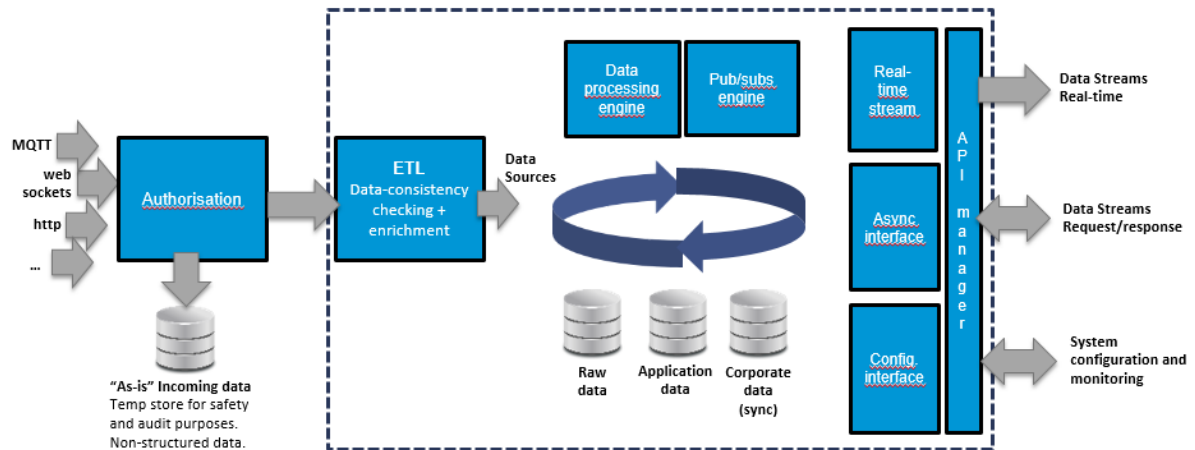 MQTT
web
sockets
http
...
Authorisation
"As-is" Incoming data
Temp store for safety
and audit purposes.
Non-structured data.
ETL
Data-consistency
checking +
enrichment
Data
Sources
Data
processing
engine
Pub/subs
engine
Raw
data
Application
data
Corporate
data
(sync)
Real-
time
stream
Async
interface
Config
interface
API manager
Data Streams
Real-time
Data Streams
Request/response
System
configuration and
monitoring